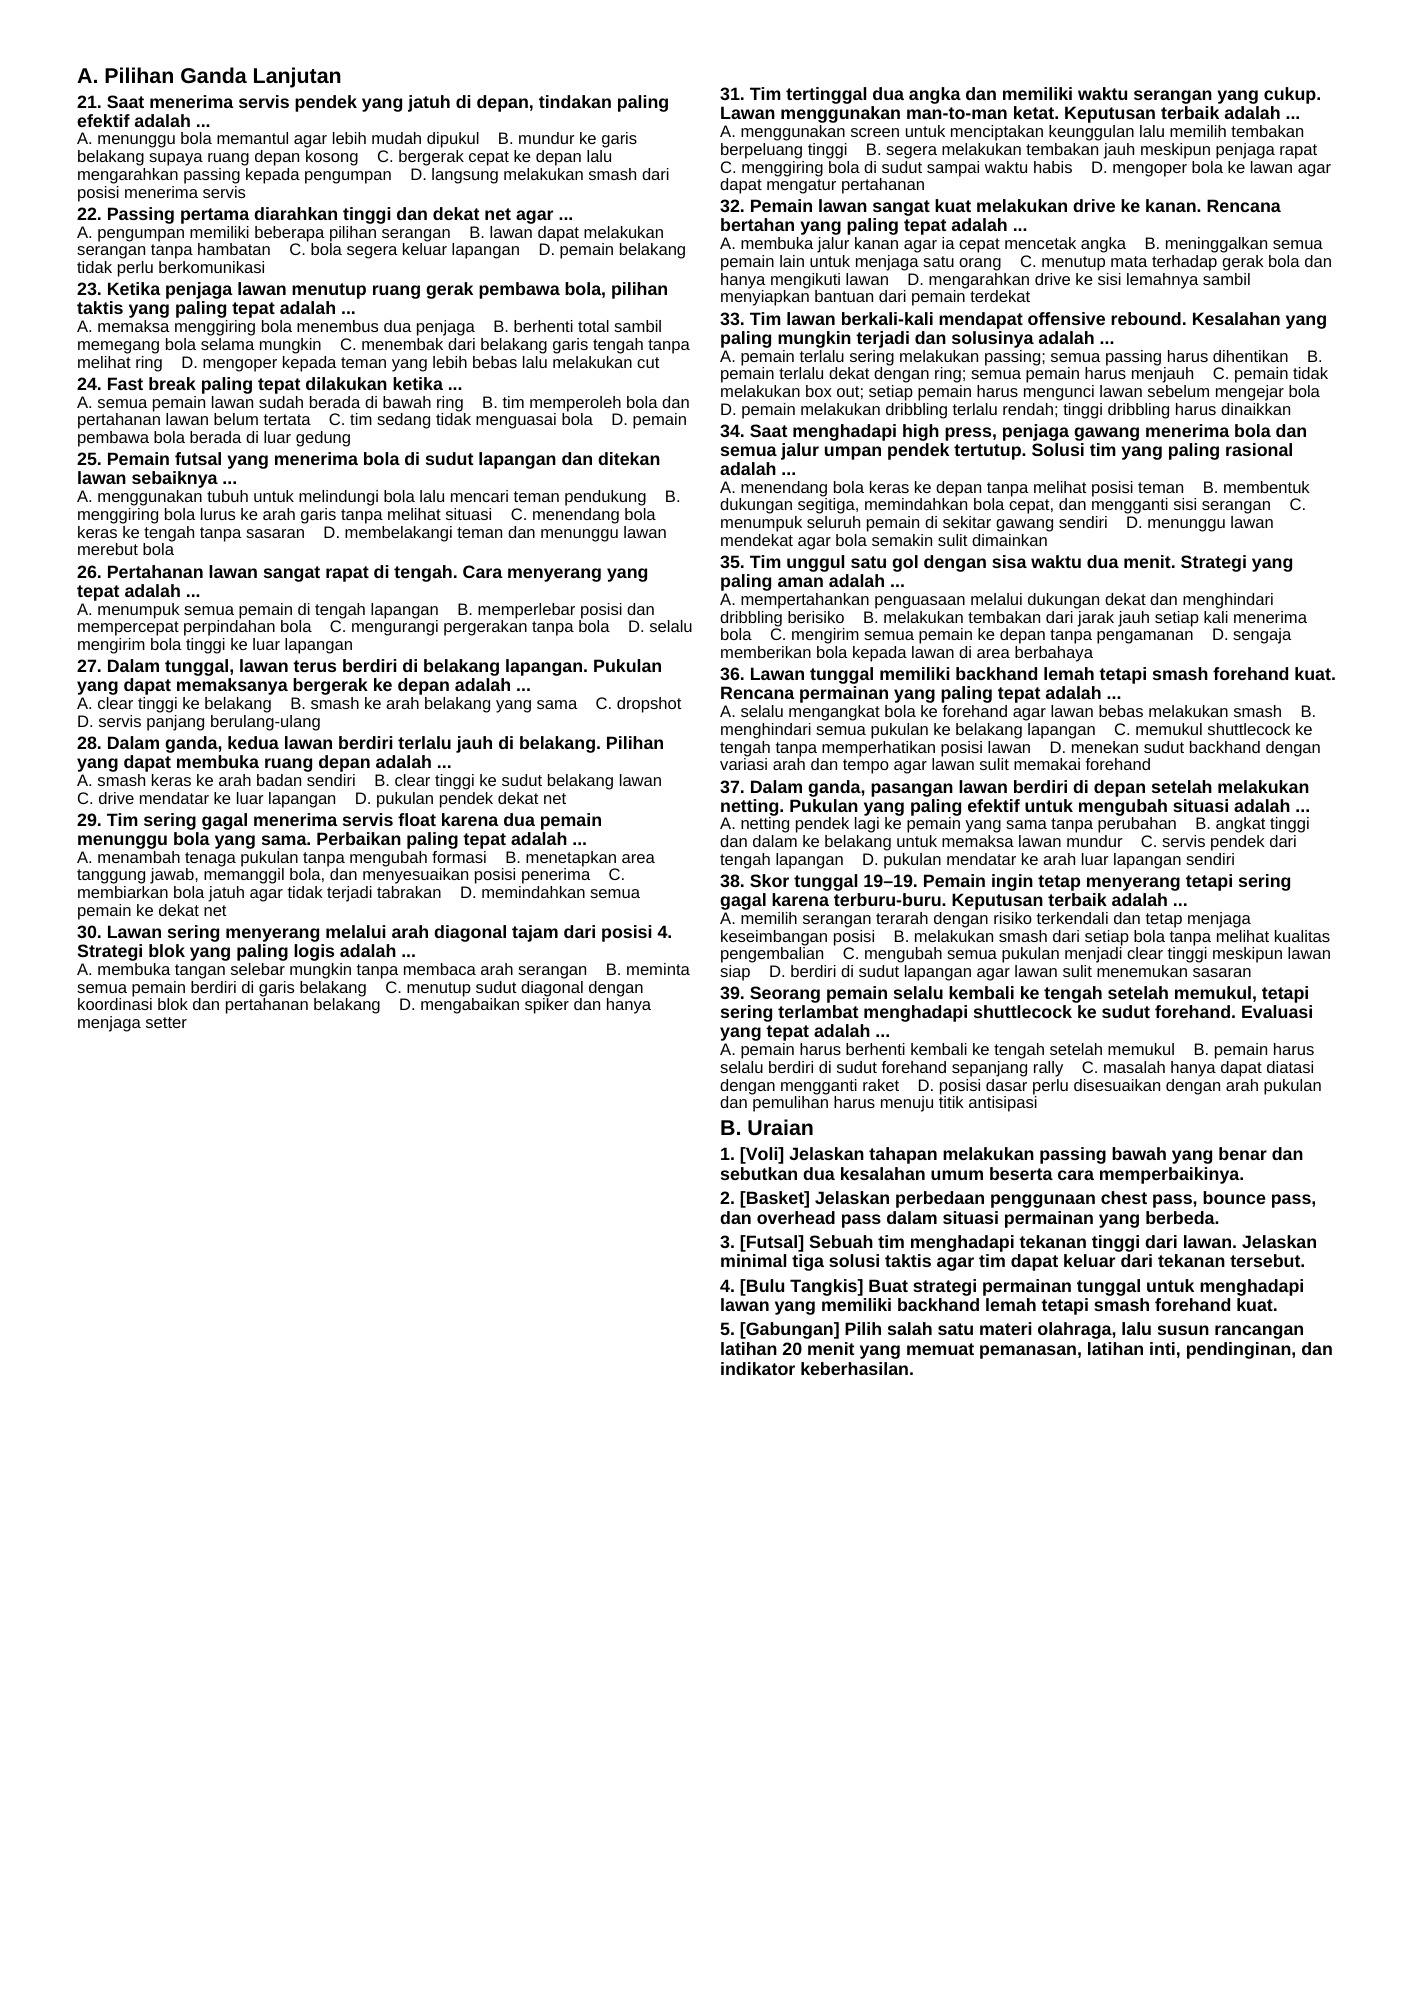 A. Pilihan Ganda Lanjutan
21. Saat menerima servis pendek yang jatuh di depan, tindakan paling
efektif adalah ...
A. menunggu bola memantul agar lebih mudah dipukul    B. mundur ke garis
belakang supaya ruang depan kosong    C. bergerak cepat ke depan lalu
mengarahkan passing kepada pengumpan    D. langsung melakukan smash dari
posisi menerima servis
22. Passing pertama diarahkan tinggi dan dekat net agar ...
A. pengumpan memiliki beberapa pilihan serangan    B. lawan dapat melakukan
serangan tanpa hambatan    C. bola segera keluar lapangan    D. pemain belakang
tidak perlu berkomunikasi
23. Ketika penjaga lawan menutup ruang gerak pembawa bola, pilihan
taktis yang paling tepat adalah ...
A. memaksa menggiring bola menembus dua penjaga    B. berhenti total sambil
memegang bola selama mungkin    C. menembak dari belakang garis tengah tanpa
melihat ring    D. mengoper kepada teman yang lebih bebas lalu melakukan cut
24. Fast break paling tepat dilakukan ketika ...
A. semua pemain lawan sudah berada di bawah ring    B. tim memperoleh bola dan
pertahanan lawan belum tertata    C. tim sedang tidak menguasai bola    D. pemain
pembawa bola berada di luar gedung
25. Pemain futsal yang menerima bola di sudut lapangan dan ditekan
lawan sebaiknya ...
A. menggunakan tubuh untuk melindungi bola lalu mencari teman pendukung    B.
menggiring bola lurus ke arah garis tanpa melihat situasi    C. menendang bola
keras ke tengah tanpa sasaran    D. membelakangi teman dan menunggu lawan
merebut bola
26. Pertahanan lawan sangat rapat di tengah. Cara menyerang yang
tepat adalah ...
A. menumpuk semua pemain di tengah lapangan    B. memperlebar posisi dan
mempercepat perpindahan bola    C. mengurangi pergerakan tanpa bola    D. selalu
mengirim bola tinggi ke luar lapangan
27. Dalam tunggal, lawan terus berdiri di belakang lapangan. Pukulan
yang dapat memaksanya bergerak ke depan adalah ...
A. clear tinggi ke belakang    B. smash ke arah belakang yang sama    C. dropshot
D. servis panjang berulang-ulang
28. Dalam ganda, kedua lawan berdiri terlalu jauh di belakang. Pilihan
yang dapat membuka ruang depan adalah ...
A. smash keras ke arah badan sendiri    B. clear tinggi ke sudut belakang lawan
C. drive mendatar ke luar lapangan    D. pukulan pendek dekat net
29. Tim sering gagal menerima servis float karena dua pemain
menunggu bola yang sama. Perbaikan paling tepat adalah ...
A. menambah tenaga pukulan tanpa mengubah formasi    B. menetapkan area
tanggung jawab, memanggil bola, dan menyesuaikan posisi penerima    C.
membiarkan bola jatuh agar tidak terjadi tabrakan    D. memindahkan semua
pemain ke dekat net
30. Lawan sering menyerang melalui arah diagonal tajam dari posisi 4.
Strategi blok yang paling logis adalah ...
A. membuka tangan selebar mungkin tanpa membaca arah serangan    B. meminta
semua pemain berdiri di garis belakang    C. menutup sudut diagonal dengan
koordinasi blok dan pertahanan belakang    D. mengabaikan spiker dan hanya
menjaga setter
31. Tim tertinggal dua angka dan memiliki waktu serangan yang cukup.
Lawan menggunakan man-to-man ketat. Keputusan terbaik adalah ...
A. menggunakan screen untuk menciptakan keunggulan lalu memilih tembakan
berpeluang tinggi    B. segera melakukan tembakan jauh meskipun penjaga rapat
C. menggiring bola di sudut sampai waktu habis    D. mengoper bola ke lawan agar
dapat mengatur pertahanan
32. Pemain lawan sangat kuat melakukan drive ke kanan. Rencana
bertahan yang paling tepat adalah ...
A. membuka jalur kanan agar ia cepat mencetak angka    B. meninggalkan semua
pemain lain untuk menjaga satu orang    C. menutup mata terhadap gerak bola dan
hanya mengikuti lawan    D. mengarahkan drive ke sisi lemahnya sambil
menyiapkan bantuan dari pemain terdekat
33. Tim lawan berkali-kali mendapat offensive rebound. Kesalahan yang
paling mungkin terjadi dan solusinya adalah ...
A. pemain terlalu sering melakukan passing; semua passing harus dihentikan    B.
pemain terlalu dekat dengan ring; semua pemain harus menjauh    C. pemain tidak
melakukan box out; setiap pemain harus mengunci lawan sebelum mengejar bola
D. pemain melakukan dribbling terlalu rendah; tinggi dribbling harus dinaikkan
34. Saat menghadapi high press, penjaga gawang menerima bola dan
semua jalur umpan pendek tertutup. Solusi tim yang paling rasional
adalah ...
A. menendang bola keras ke depan tanpa melihat posisi teman    B. membentuk
dukungan segitiga, memindahkan bola cepat, dan mengganti sisi serangan    C.
menumpuk seluruh pemain di sekitar gawang sendiri    D. menunggu lawan
mendekat agar bola semakin sulit dimainkan
35. Tim unggul satu gol dengan sisa waktu dua menit. Strategi yang
paling aman adalah ...
A. mempertahankan penguasaan melalui dukungan dekat dan menghindari
dribbling berisiko    B. melakukan tembakan dari jarak jauh setiap kali menerima
bola    C. mengirim semua pemain ke depan tanpa pengamanan    D. sengaja
memberikan bola kepada lawan di area berbahaya
36. Lawan tunggal memiliki backhand lemah tetapi smash forehand kuat.
Rencana permainan yang paling tepat adalah ...
A. selalu mengangkat bola ke forehand agar lawan bebas melakukan smash    B.
menghindari semua pukulan ke belakang lapangan    C. memukul shuttlecock ke
tengah tanpa memperhatikan posisi lawan    D. menekan sudut backhand dengan
variasi arah dan tempo agar lawan sulit memakai forehand
37. Dalam ganda, pasangan lawan berdiri di depan setelah melakukan
netting. Pukulan yang paling efektif untuk mengubah situasi adalah ...
A. netting pendek lagi ke pemain yang sama tanpa perubahan    B. angkat tinggi
dan dalam ke belakang untuk memaksa lawan mundur    C. servis pendek dari
tengah lapangan    D. pukulan mendatar ke arah luar lapangan sendiri
38. Skor tunggal 19–19. Pemain ingin tetap menyerang tetapi sering
gagal karena terburu-buru. Keputusan terbaik adalah ...
A. memilih serangan terarah dengan risiko terkendali dan tetap menjaga
keseimbangan posisi    B. melakukan smash dari setiap bola tanpa melihat kualitas
pengembalian    C. mengubah semua pukulan menjadi clear tinggi meskipun lawan
siap    D. berdiri di sudut lapangan agar lawan sulit menemukan sasaran
39. Seorang pemain selalu kembali ke tengah setelah memukul, tetapi
sering terlambat menghadapi shuttlecock ke sudut forehand. Evaluasi
yang tepat adalah ...
A. pemain harus berhenti kembali ke tengah setelah memukul    B. pemain harus
selalu berdiri di sudut forehand sepanjang rally    C. masalah hanya dapat diatasi
dengan mengganti raket    D. posisi dasar perlu disesuaikan dengan arah pukulan
dan pemulihan harus menuju titik antisipasi
B. Uraian
1. [Voli] Jelaskan tahapan melakukan passing bawah yang benar dan
sebutkan dua kesalahan umum beserta cara memperbaikinya.
2. [Basket] Jelaskan perbedaan penggunaan chest pass, bounce pass,
dan overhead pass dalam situasi permainan yang berbeda.
3. [Futsal] Sebuah tim menghadapi tekanan tinggi dari lawan. Jelaskan
minimal tiga solusi taktis agar tim dapat keluar dari tekanan tersebut.
4. [Bulu Tangkis] Buat strategi permainan tunggal untuk menghadapi
lawan yang memiliki backhand lemah tetapi smash forehand kuat.
5. [Gabungan] Pilih salah satu materi olahraga, lalu susun rancangan
latihan 20 menit yang memuat pemanasan, latihan inti, pendinginan, dan
indikator keberhasilan.